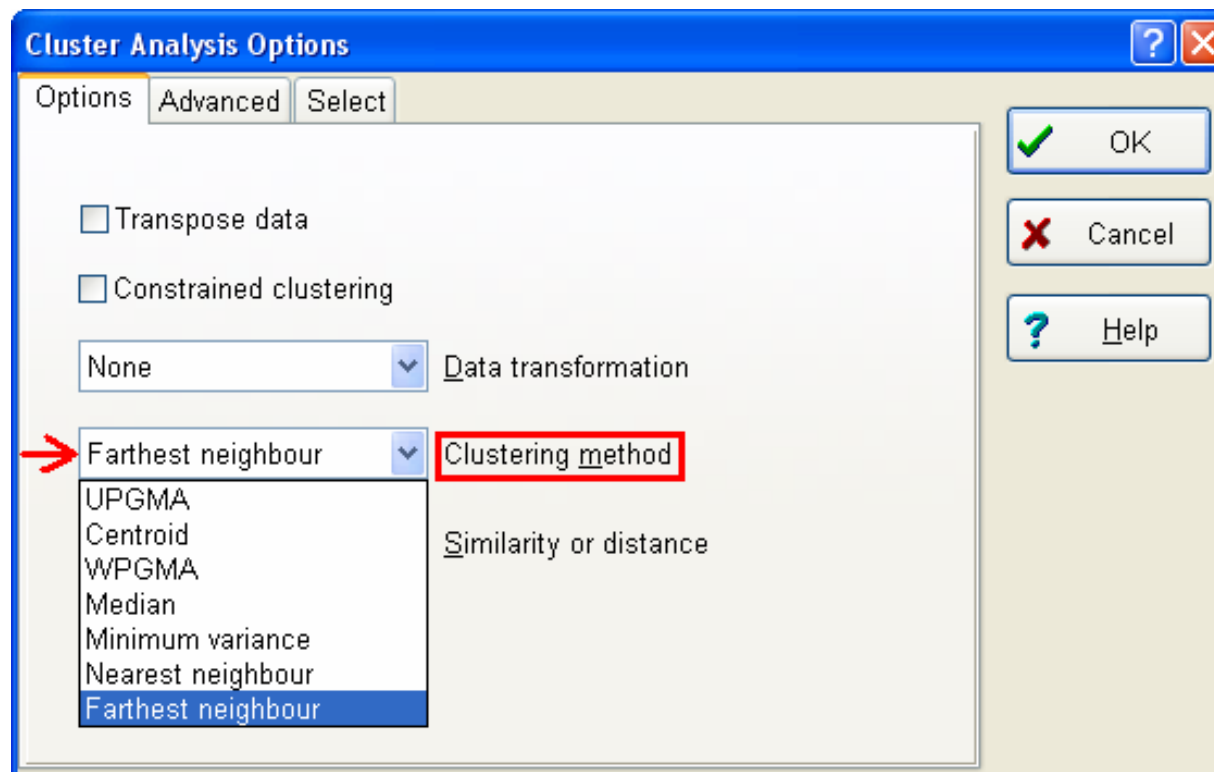 Cluster Analysis Options
?
Options Advanced Select
OK
Transpose data
Cancel
Constrained clustering
? Help
None Data transformation
Farthest neighbour Clustering method
UPGMA
Centroid
Similarity or distance
WPGMA
Median
Minimum variance
Nearest neighbour
Farthest neighbour